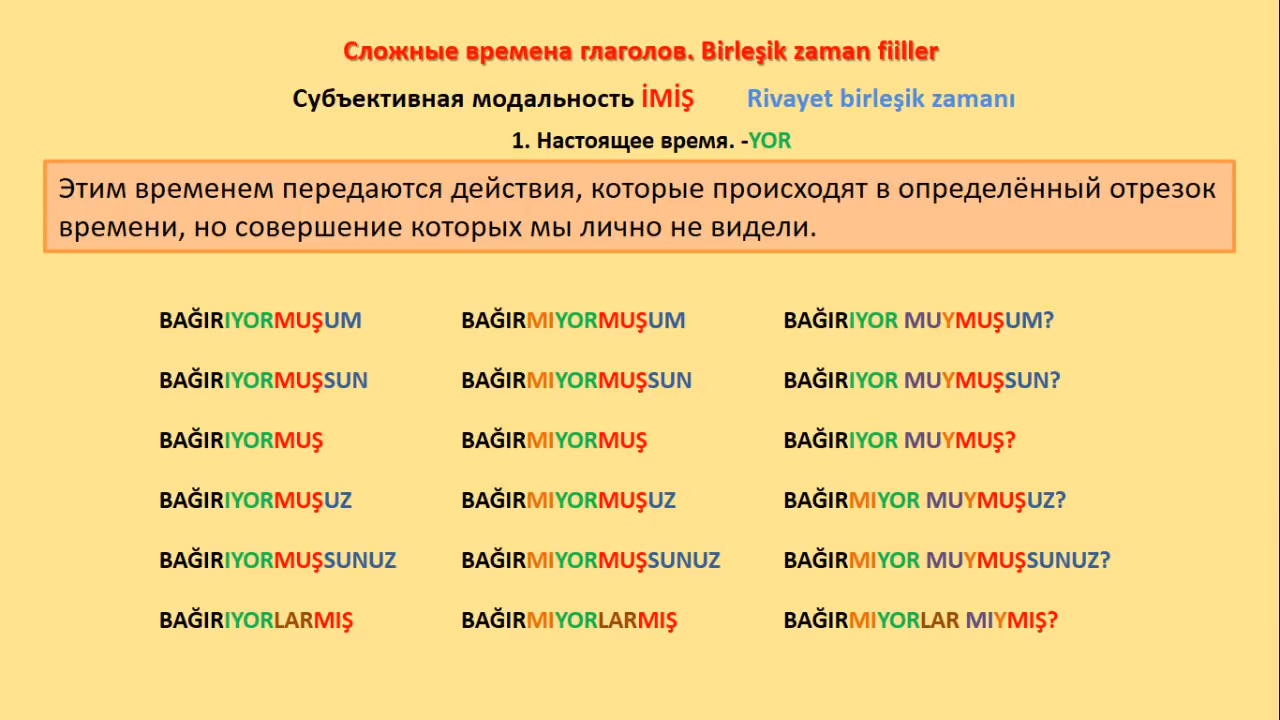 Сложные времена глаголов. Birleşik zaman fiiller
Субъективная модальность İMİŞ Rivayet birleşik zamanı
1. Настоящее время. -YOR
Этим временем передаются действия, которые происходят в определённый отрезок
времени, но совершение которых мы лично не видели.
BAĞIRIYORMUŞUM BAĞIRMIYORMUŞUM BAĞIRIYOR MUYMUŞUM?
BAĞIRIYORMUŞSUN BAĞIRMIYORMUŞSUN BAĞIRIYOR MUYMUŞSUN?
BAĞIRIYORMUŞ BAĞIRMIYORMUŞ BAĞIRIYOR MUYMUŞ?
BAĞIRIYORMUŞUZ BAĞIRMIYORMUŞUZ BAĞIRMIYOR MUYMUŞUZ?
BAĞIRIYORMUŞSUNUZ BAĞIRMIYORMUŞSUNUZ BAĞIRMIYOR MUYMUŞSUNUZ?
BAĞIRIYORLARMIŞ BAĞIRMIYORLARMIŞ BAĞIRMIYORLAR MIYMIŞ?